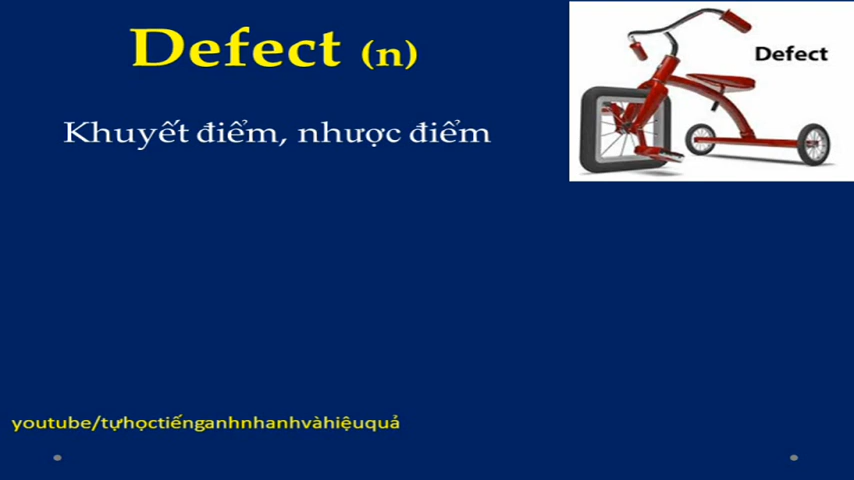 Defect (n)
Defect
Khuyết điểm, nhược điểm
youtube/tựhọctiếnganhnhanhvàhiệuquả